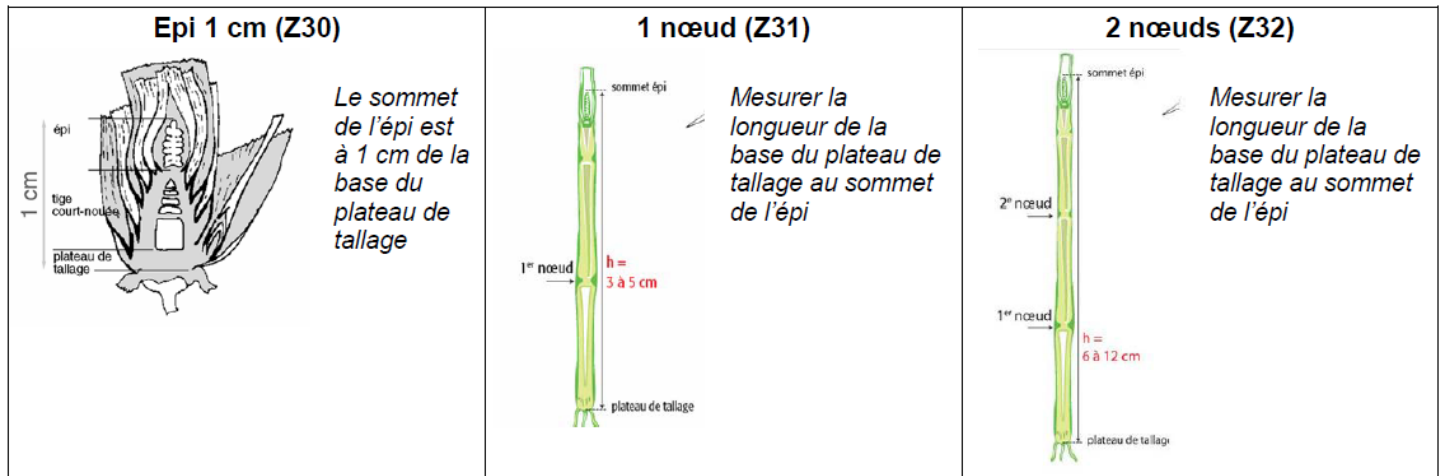 Epi 1 cm (Z30)
1 cm
épi
tige
court-nouée
plateau de
tallage
Le sommet
de l'épi est
à 1 cm de la
base du
plateau de
tallage
1 nœud (Z31)
sommet épi
1er nœud
h =
3 à 5 cm
plateau de tallage
Mesurer la
longueur de la
base du plateau de
tallage au sommet
de l'épi
2 nœuds (Z32)
sommet épi
2e nœud
1er nœud
h =
6 à 12 cm
plateau de tallage
Mesurer la
longueur de la
base du plateau de
tallage au sommet
de l'épi